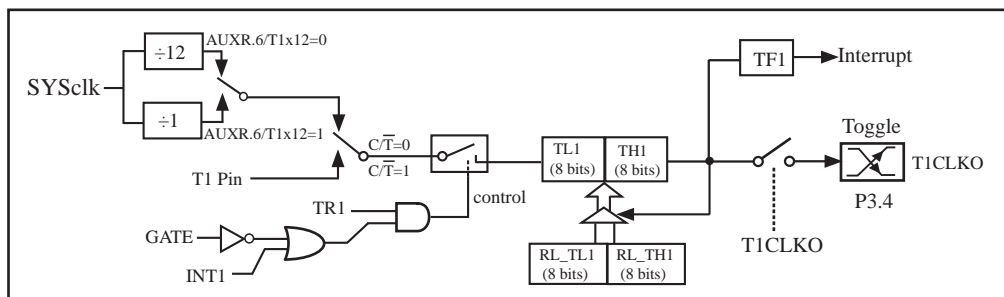 SYSclk
÷12
AUXR.6/T1x12=0
÷1
AUXR.6/T1x12=1
T1 Pin
C/T̅=0
C/T̅=1
control
TR1
GATE
INT1
TL1
(8 bits)
TH1
(8 bits)
RL_TL1
(8 bits)
RL_TH1
(8 bits)
TF1
Interrupt
Toggle
T1CLKO
P3.4
T1CLKO